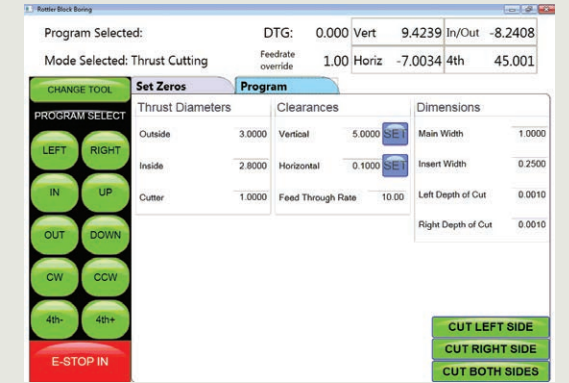 Rottler Block Boring
Program Selected: DTG: 0.000 Vert 9.4239 In/Out -8.2408
Mode Selected: Thrust Cutting Feedrate override 1.00 Horiz -7.0034 4th 45.001
CHANGE TOOL Set Zeros Program
PROGRAM SELECT Thrust Diameters Clearances Dimensions
LEFT RIGHT Outside 3.0000 Vertical 5.0000 SET Main Width 1.0000
Inside 2.8000 Horizontal 0.1000 SET Insert Width 0.2500
IN UP Cutter 1.0000 Feed Through Rate 10.00 Left Depth of Cut 0.0010
OUT DOWN Right Depth of Cut 0.0010
CW CCW
4th- 4th+ CUT LEFT SIDE
CUT RIGHT SIDE
E-STOP IN CUT BOTH SIDES